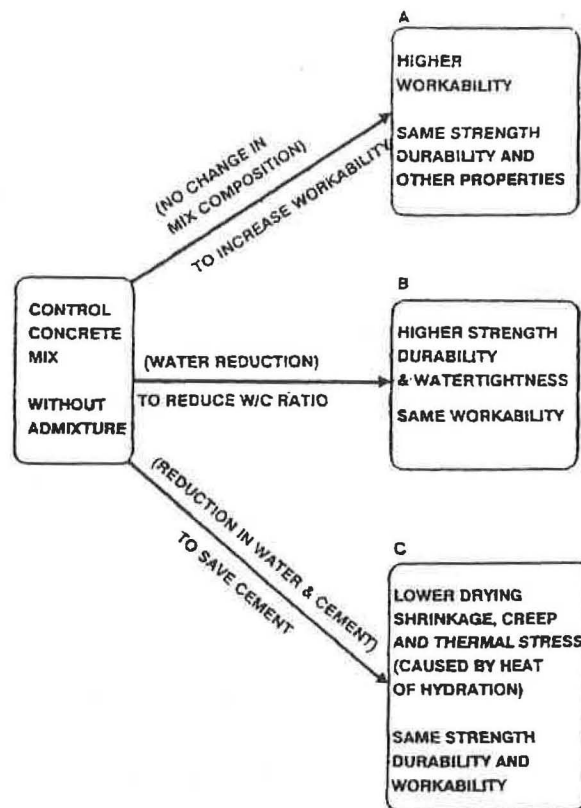 A
HIGHER
WORKABILITY
SAME STRENGTH
DURABILITY AND
OTHER PROPERTIES
(NO CHANGE IN
MIX COMPOSITION)
TO INCREASE WORKABILITY
CONTROL
CONCRETE
MIX
WITHOUT
ADMIXTURE
(WATER REDUCTION)
TO REDUCE W/C RATIO
B
HIGHER STRENGTH
DURABILITY
& WATERTIGHTNESS
SAME WORKABILITY
(REDUCTION IN WATER & CEMENT)
TO SAVE CEMENT
C
LOWER DRYING
SHRINKAGE, CREEP
AND THERMAL STRESS
(CAUSED BY HEAT
OF HYDRATION)
SAME STRENGTH
DURABILITY AND
WORKABILITY